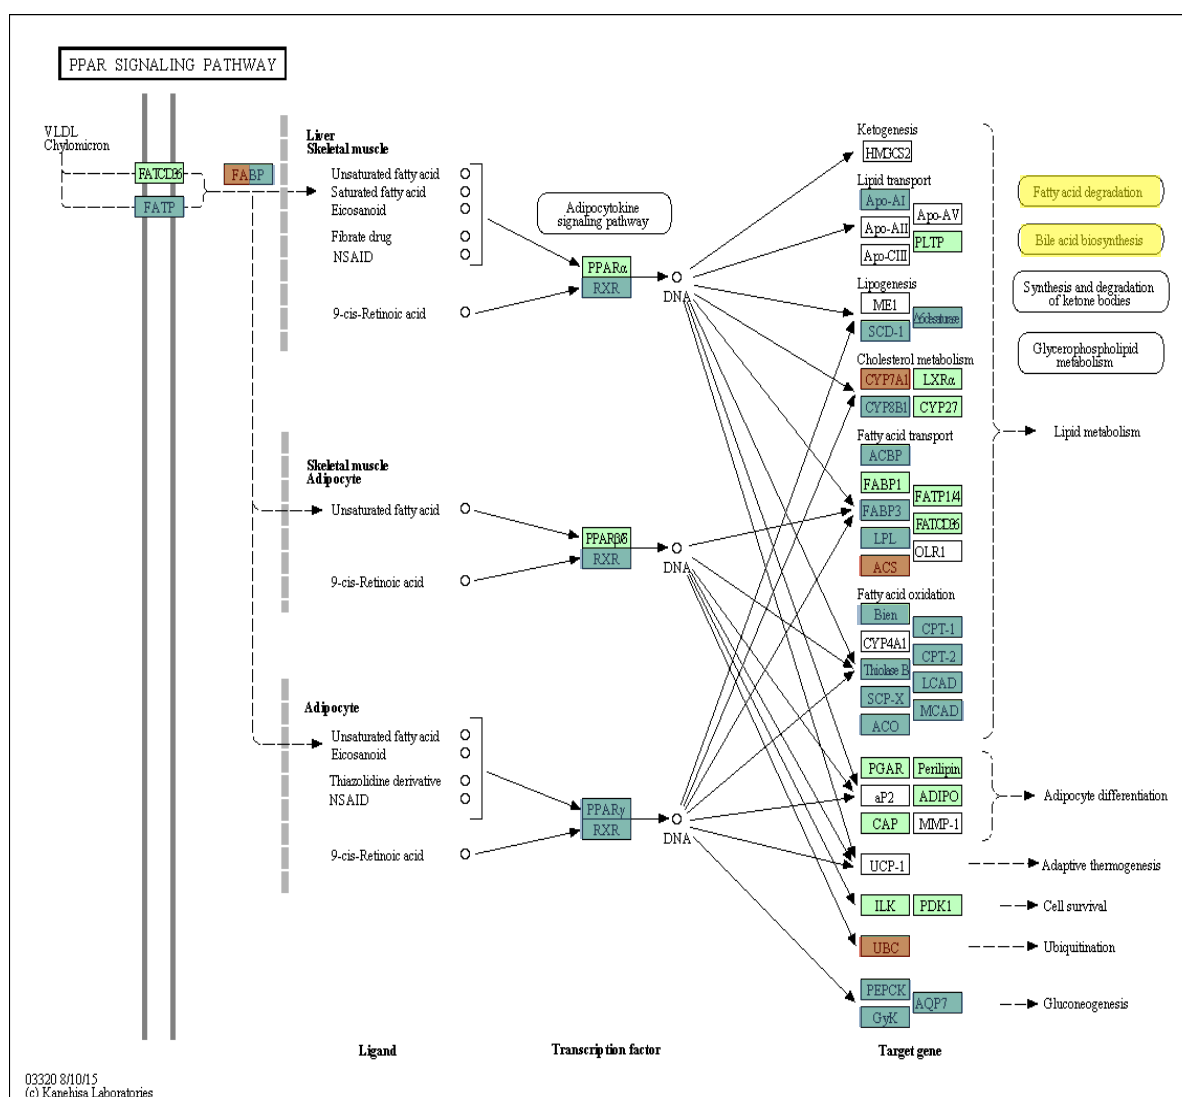 PPAR SIGNALING PATHWAY
VLDL
Chylomicron
FATCD36
FATP
FABP
Liver
Skeletal muscle
Unsaturated fatty acid
Saturated fatty acid
Eicosanoid
Fibrate drug
NSAID
9-cis-Retinoic acid
Adipocytokine
signaling pathway
PPARα
RXR
DNA
Skeletal muscle
Adipocyte
Unsaturated fatty acid
9-cis-Retinoic acid
PPARβ/δ
RXR
DNA
Adipocyte
Unsaturated fatty acid
Eicosanoid
Thiazolidine derivative
NSAID
9-cis-Retinoic acid
PPARγ
RXR
DNA
Ketogenesis
HMGCS2
Lipid transport
Apo-AI
Apo-AV
Apo-AII
PLTP
Apo-CIII
Lipogenesis
ME1
Δ6desaturase
SCD-1
Cholesterol metabolism
CYP7A1 LXRα
CYP8B1 CYP27
Fatty acid transport
ACBP
FABP1
FATP1/4
FABP3
FATCD36
LPL
OLR1
ACS
Fatty acid oxidation
Bien
CPT-1
CYP4A1
CPT-2
Thiolase B
LCAD
SCP-X
MCAD
ACO
PGAR Perilipin
aP2 ADIPO
CAP MMP-1
UCP-1
ILK PDK1
UBC
PEPCK
AQP7
GyK
Fatty acid degradation
Bile acid biosynthesis
Synthesis and degradation
of ketone bodies
Glycerophospholipid
metabolism
Lipid metabolism
Adipocyte differentiation
Adaptive thermogenesis
Cell survival
Ubiquitination
Gluconeogenesis
Ligand
Transcription factor
Target gene
03320 8/10/15
(c) Kanehisa Laboratories